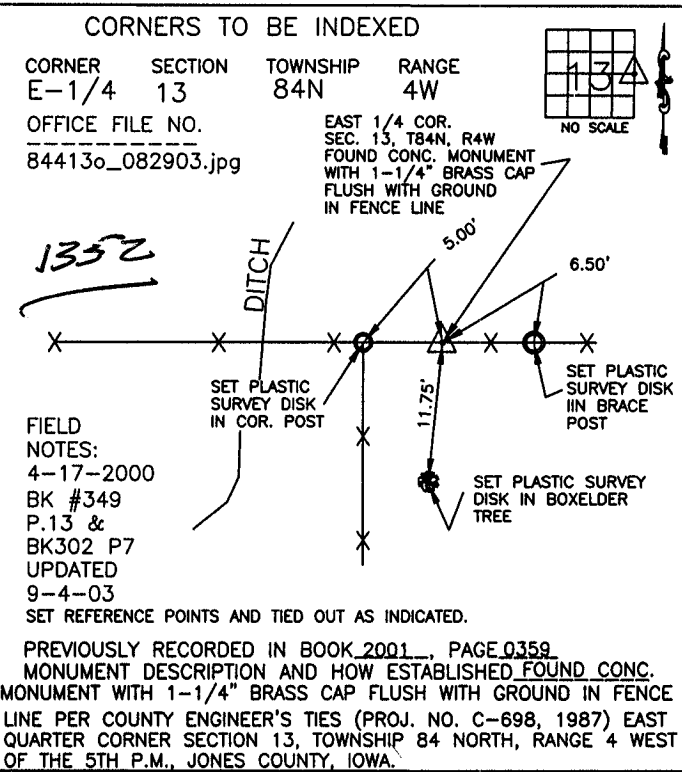 CORNERS TO BE INDEXED
CORNER SECTION TOWNSHIP RANGE
E-1/4 13 84N 4W
OFFICE FILE NO.
84413o_082903.jpg
13
NO SCALE
EAST 1/4 COR.
SEC. 13, T84N, R4W
FOUND CONC. MONUMENT
WITH 1-1/4" BRASS CAP
FLUSH WITH GROUND
IN FENCE LINE
1352
DITCH
5.00'
6.50'
11.75'
SET PLASTIC
SURVEY DISK
IN COR. POST
SET PLASTIC
SURVEY DISK
IIN BRACE
POST
SET PLASTIC SURVEY
DISK IN BOXELDER
TREE
FIELD
NOTES:
4-17-2000
BK #349
P.13 &
BK302 P7
UPDATED
9-4-03
SET REFERENCE POINTS AND TIED OUT AS INDICATED.
PREVIOUSLY RECORDED IN BOOK 2001, PAGE 0359
MONUMENT DESCRIPTION AND HOW ESTABLISHED FOUND CONC.
MONUMENT WITH 1-1/4" BRASS CAP FLUSH WITH GROUND IN FENCE
LINE PER COUNTY ENGINEER'S TIES (PROJ. NO. C-698, 1987) EAST
QUARTER CORNER SECTION 13, TOWNSHIP 84 NORTH, RANGE 4 WEST
OF THE 5TH P.M., JONES COUNTY, IOWA.